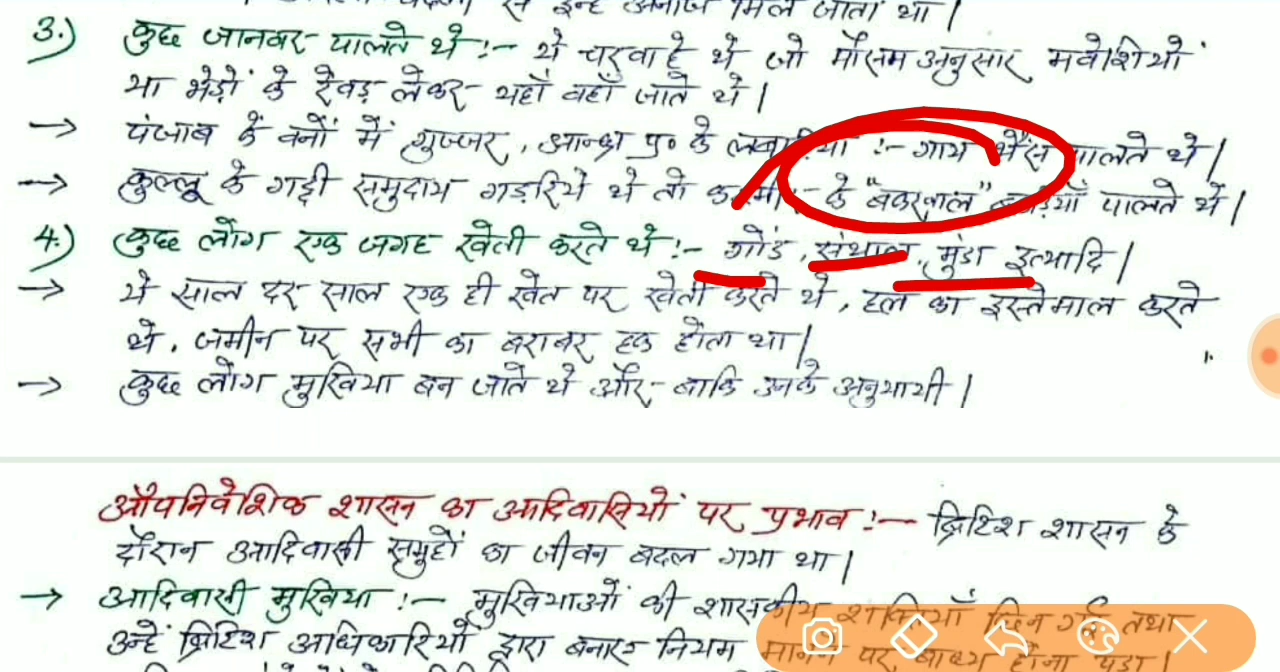 से इन्हें अनाज मिल जाता था |
3.) कुछ जानवर पालते थे :- ये चरवाहे थे जो मौसम अनुसार मवेशियों
या भेड़ों के रेवड़ लेकर यहाँ वहाँ जाते थे |
→ पंजाब के वनों में गुज्जर, आन्ध्रा प्र० के :- गाय भैंस पालते थे |
→ कुल्लू के गद्दी समुदाय गड़रिये थे तो के "बकरवाल" पालते थे |
4.) कुछ लोग एक जगह खेती करते थे :- गोंड, संथाल, मुंडा इत्यादि |
→ ये साल दर साल एक ही खेत पर खेती करते थे, हल का इस्तेमाल करते
थे. जमीन पर सभी का बराबर हक होता था |
→ कुछ लोग मुखिया बन जाते थे और बाकि उनके अनुयायी |
औपनिवेशिक शासन का आदिवासियों पर प्रभाव :- ब्रिटिश शासन के
दौरान आदिवासी समूहों का जीवन बदल गया था |
→ आदिवासी मुखिया :- मुखियाओं की शासकीय शक्तियाँ छिन गई तथा
उन्हें ब्रिटिश अधिकारियों द्वारा बनाए नियम मानने पर बाध्य होना पड़ा |